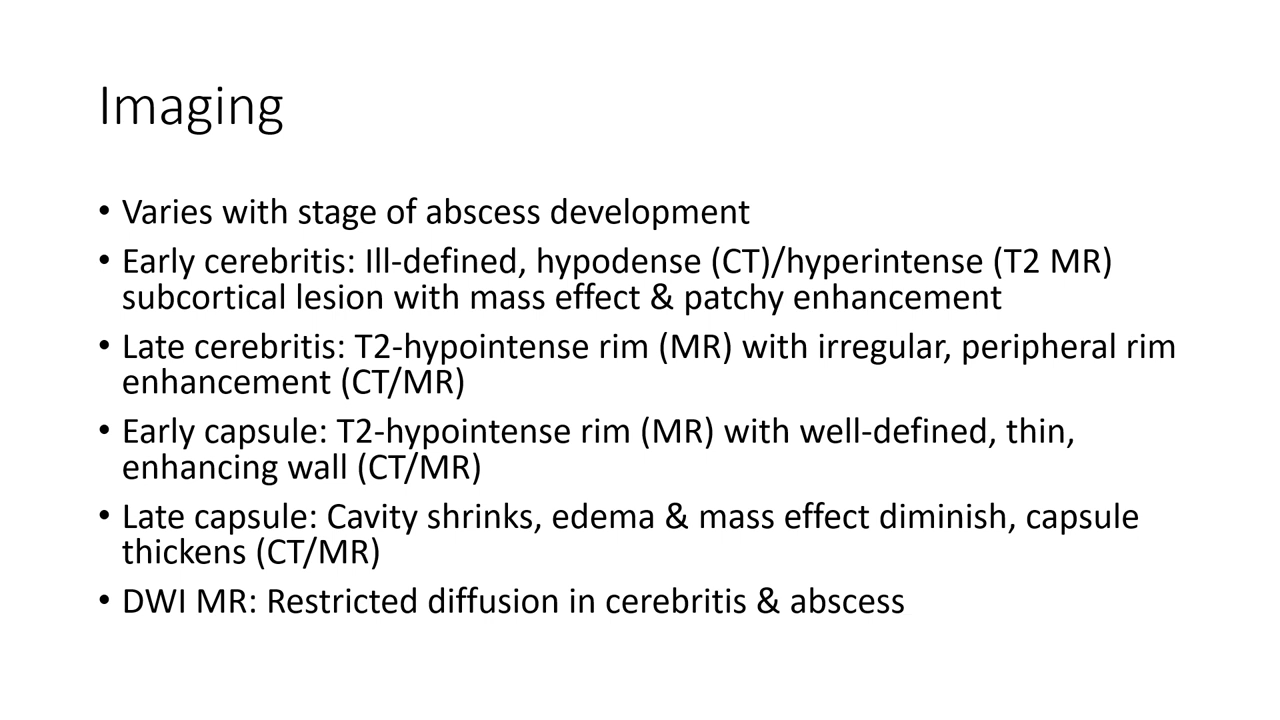 Imaging
• Varies with stage of abscess development
• Early cerebritis: Ill-defined, hypodense (CT)/hyperintense (T2 MR)
subcortical lesion with mass effect & patchy enhancement
• Late cerebritis: T2-hypointense rim (MR) with irregular, peripheral rim
enhancement (CT/MR)
• Early capsule: T2-hypointense rim (MR) with well-defined, thin,
enhancing wall (CT/MR)
• Late capsule: Cavity shrinks, edema & mass effect diminish, capsule
thickens (CT/MR)
• DWI MR: Restricted diffusion in cerebritis & abscess